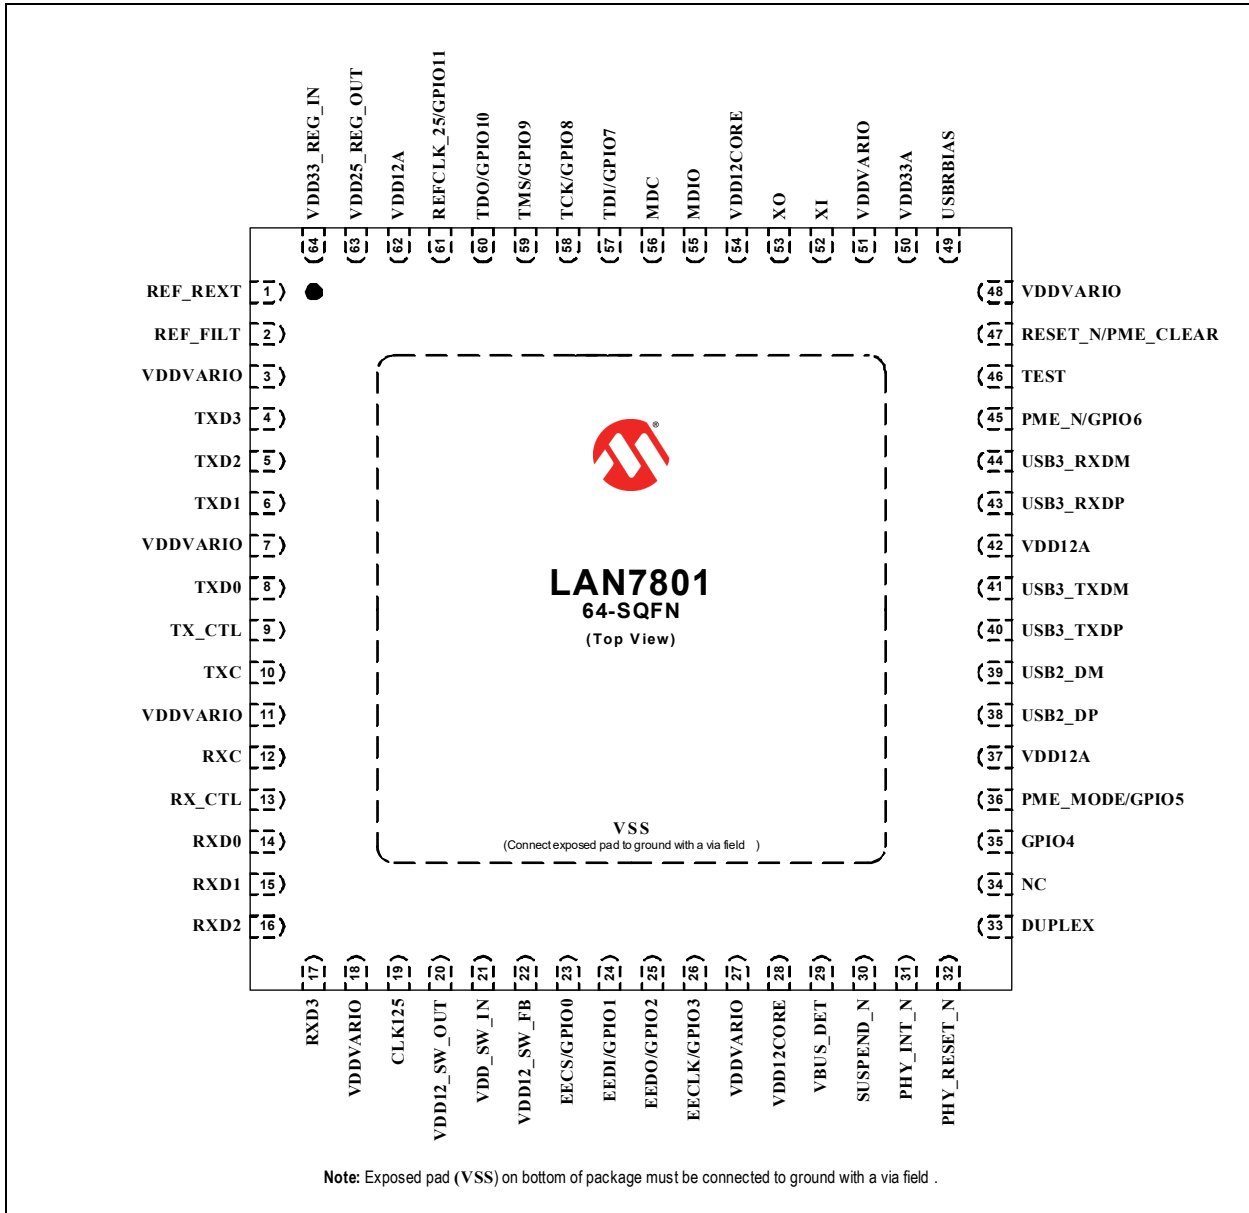 VDD33_REG_IN
VDD25_REG_OUT
VDD12A
REFCLK_25/GPIO11
TDO/GPIO10
TMS/GPIO9
TCK/GPIO8
TDI/GPIO7
MDC
MDIO
VDD12CORE
XO
XI
VDDVARIO
VDD33A
USBRBIAS
64
63
62
61
60
59
58
57
56
55
54
53
52
51
50
49
REF_REXT 1
REF_FILT 2
VDDVARIO 3
TXD3 4
TXD2 5
TXD1 6
VDDVARIO 7
TXD0 8
TX_CTL 9
TXC 10
VDDVARIO 11
RXC 12
RX_CTL 13
RXD0 14
RXD1 15
RXD2 16
®
LAN7801
64-SQFN
(Top View)
VSS
(Connect exposed pad to ground with a via field )
48 VDDVARIO
47 RESET_N/PME_CLEAR
46 TEST
45 PME_N/GPIO6
44 USB3_RXDM
43 USB3_RXDP
42 VDD12A
41 USB3_TXDM
40 USB3_TXDP
39 USB2_DM
38 USB2_DP
37 VDD12A
36 PME_MODE/GPIO5
35 GPIO4
34 NC
33 DUPLEX
17
18
19
20
21
22
23
24
25
26
27
28
29
30
31
32
RXD3
VDDVARIO
CLK125
VDD12_SW_OUT
VDD_SW_IN
VDD12_SW_FB
EECS/GPIO0
EEDI/GPIO1
EEDO/GPIO2
EECLK/GPIO3
VDDVARIO
VDD12CORE
VBUS_DET
SUSPEND_N
PHY_INT_N
PHY_RESET_N
Note: Exposed pad (VSS) on bottom of package must be connected to ground with a via field .